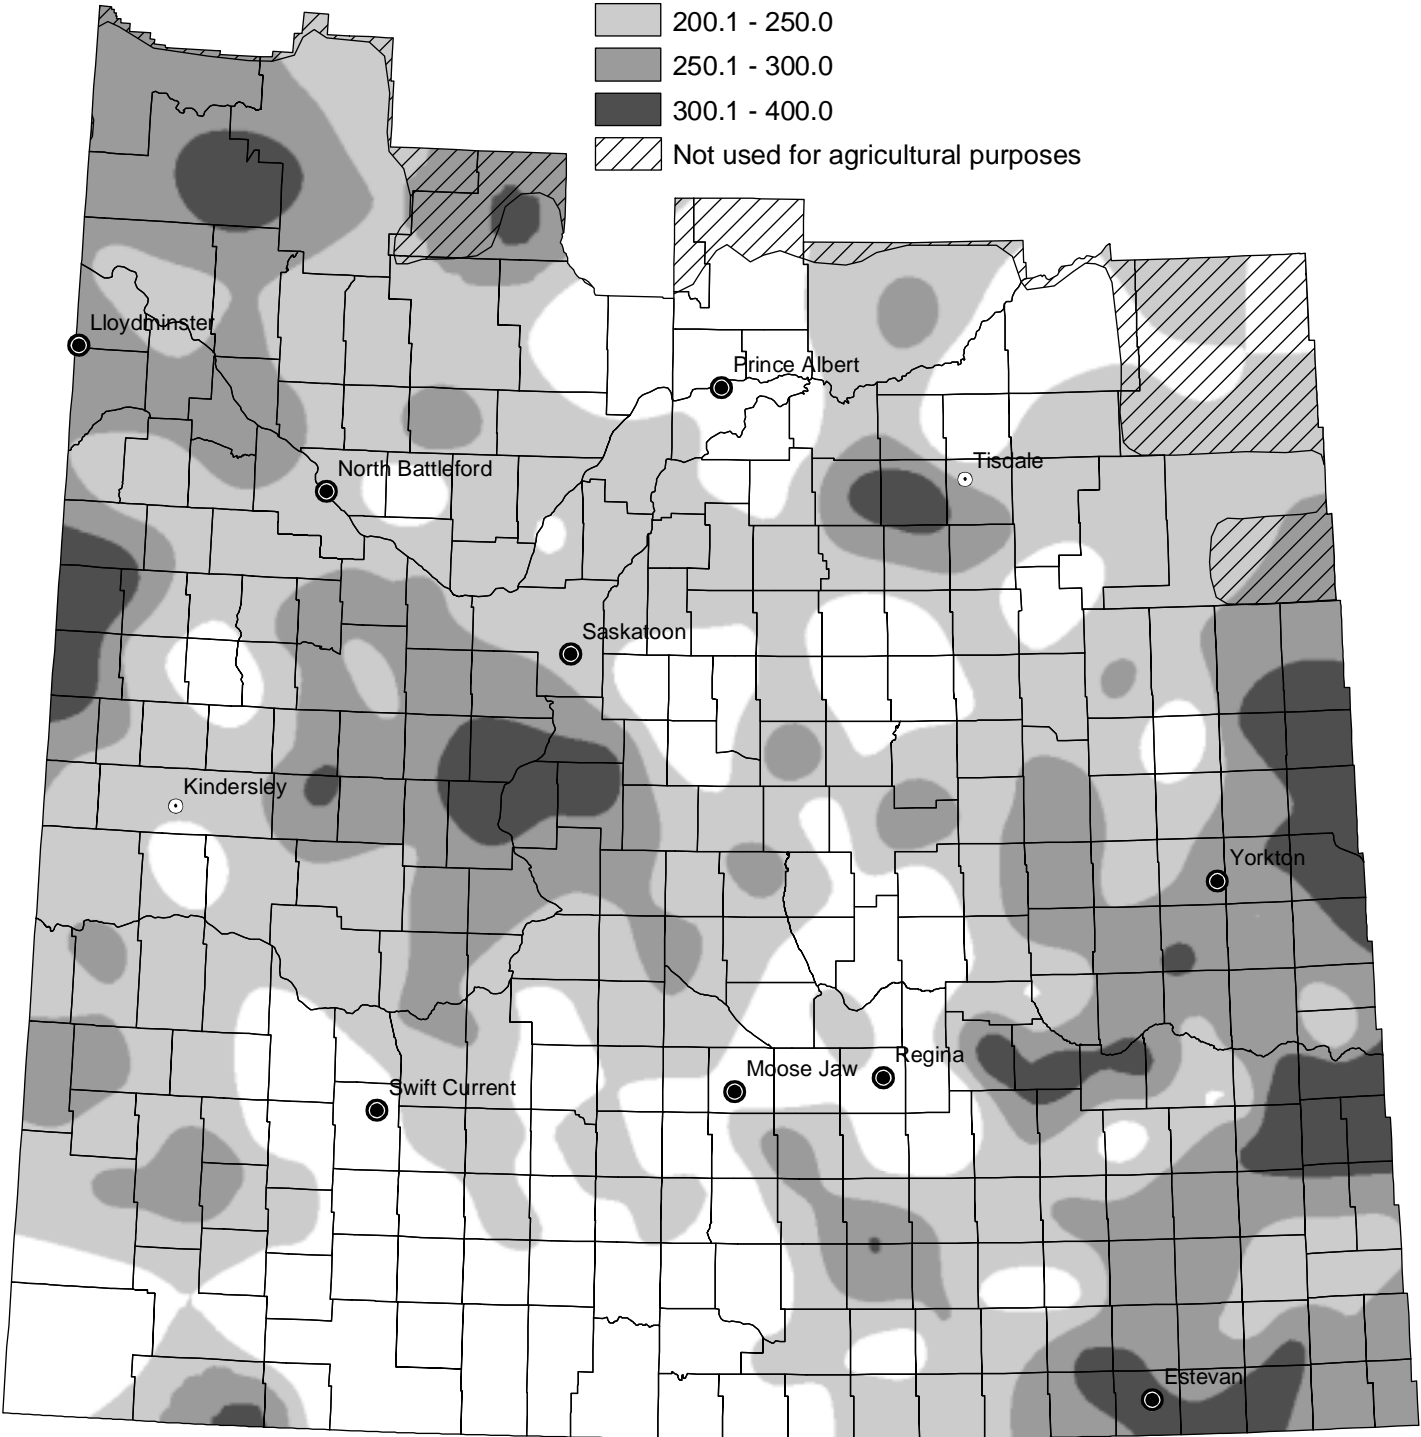 200.1 - 250.0
250.1 - 300.0
300.1 - 400.0
Not used for agricultural purposes
Lloydminster
Prince Albert
North Battleford
Tisdale
Saskatoon
Kindersley
Yorkton
Regina
Moose Jaw
Swift Current
Estevan